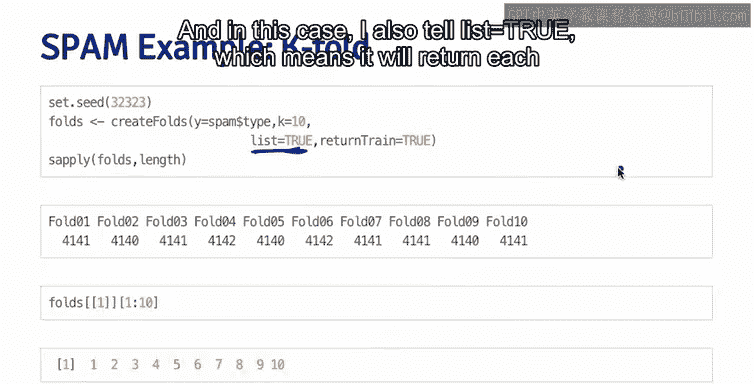 SPAM Example: K-fold
And in this case, I also tell list=TRUE,
which means it will return each
set.seed(32323)
folds <- createFolds(y=spam$type,k=10,
list=TRUE,returnTrain=TRUE)
sapply(folds,length)
Fold01 Fold02 Fold03 Fold04 Fold05 Fold06 Fold07 Fold08 Fold09 Fold10
4141 4140 4141 4142 4140 4142 4141 4141 4140 4141
folds[[1]][1:10]
[1] 1 2 3 4 5 6 7 8 9 10